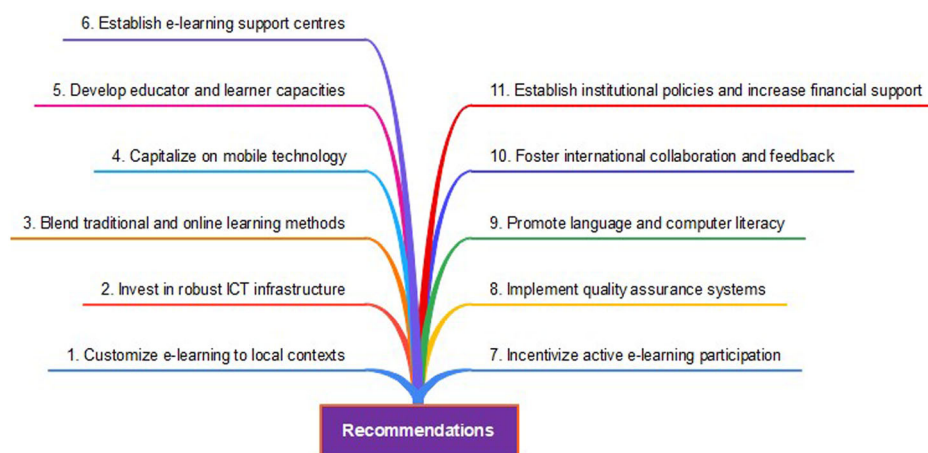 6. Establish e-learning support centres
5. Develop educator and learner capacities
4. Capitalize on mobile technology
3. Blend traditional and online learning methods
2. Invest in robust ICT infrastructure
1. Customize e-learning to local contexts
11. Establish institutional policies and increase financial support
10. Foster international collaboration and feedback
9. Promote language and computer literacy
8. Implement quality assurance systems
7. Incentivize active e-learning participation
Recommendations